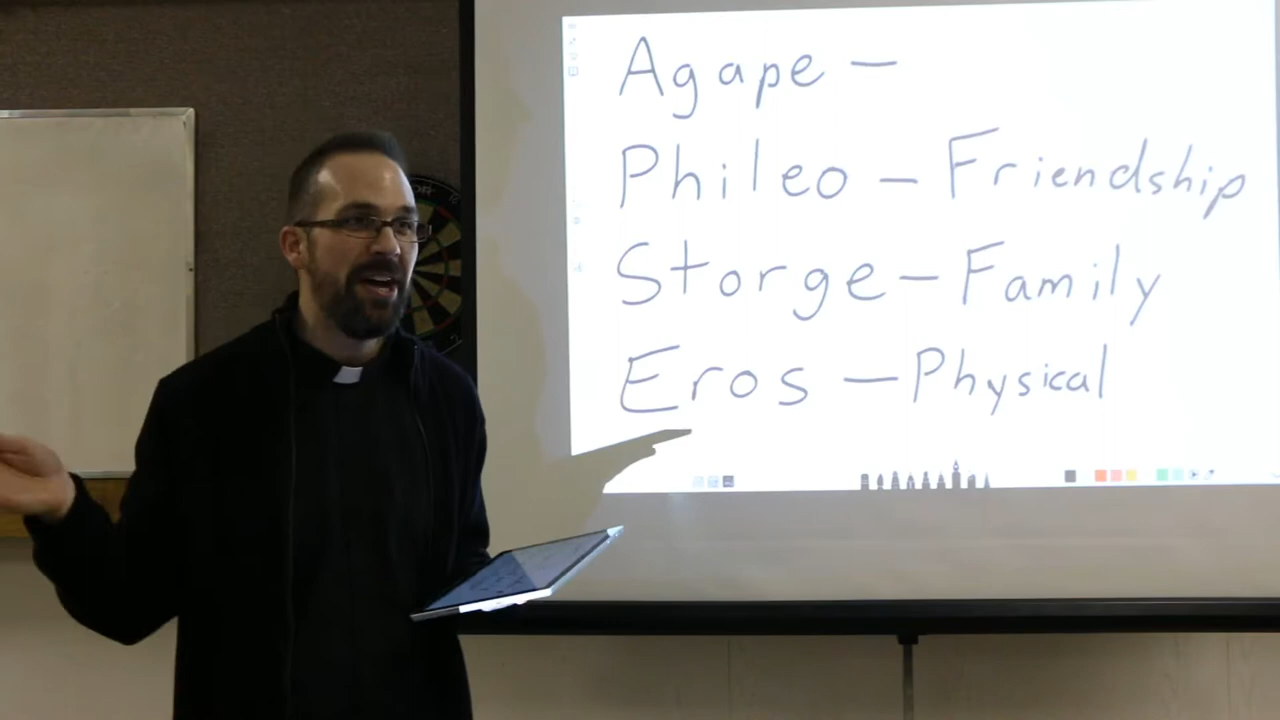 Agape —
Phileo — Friendship
Storge — Family
Eros — Physical